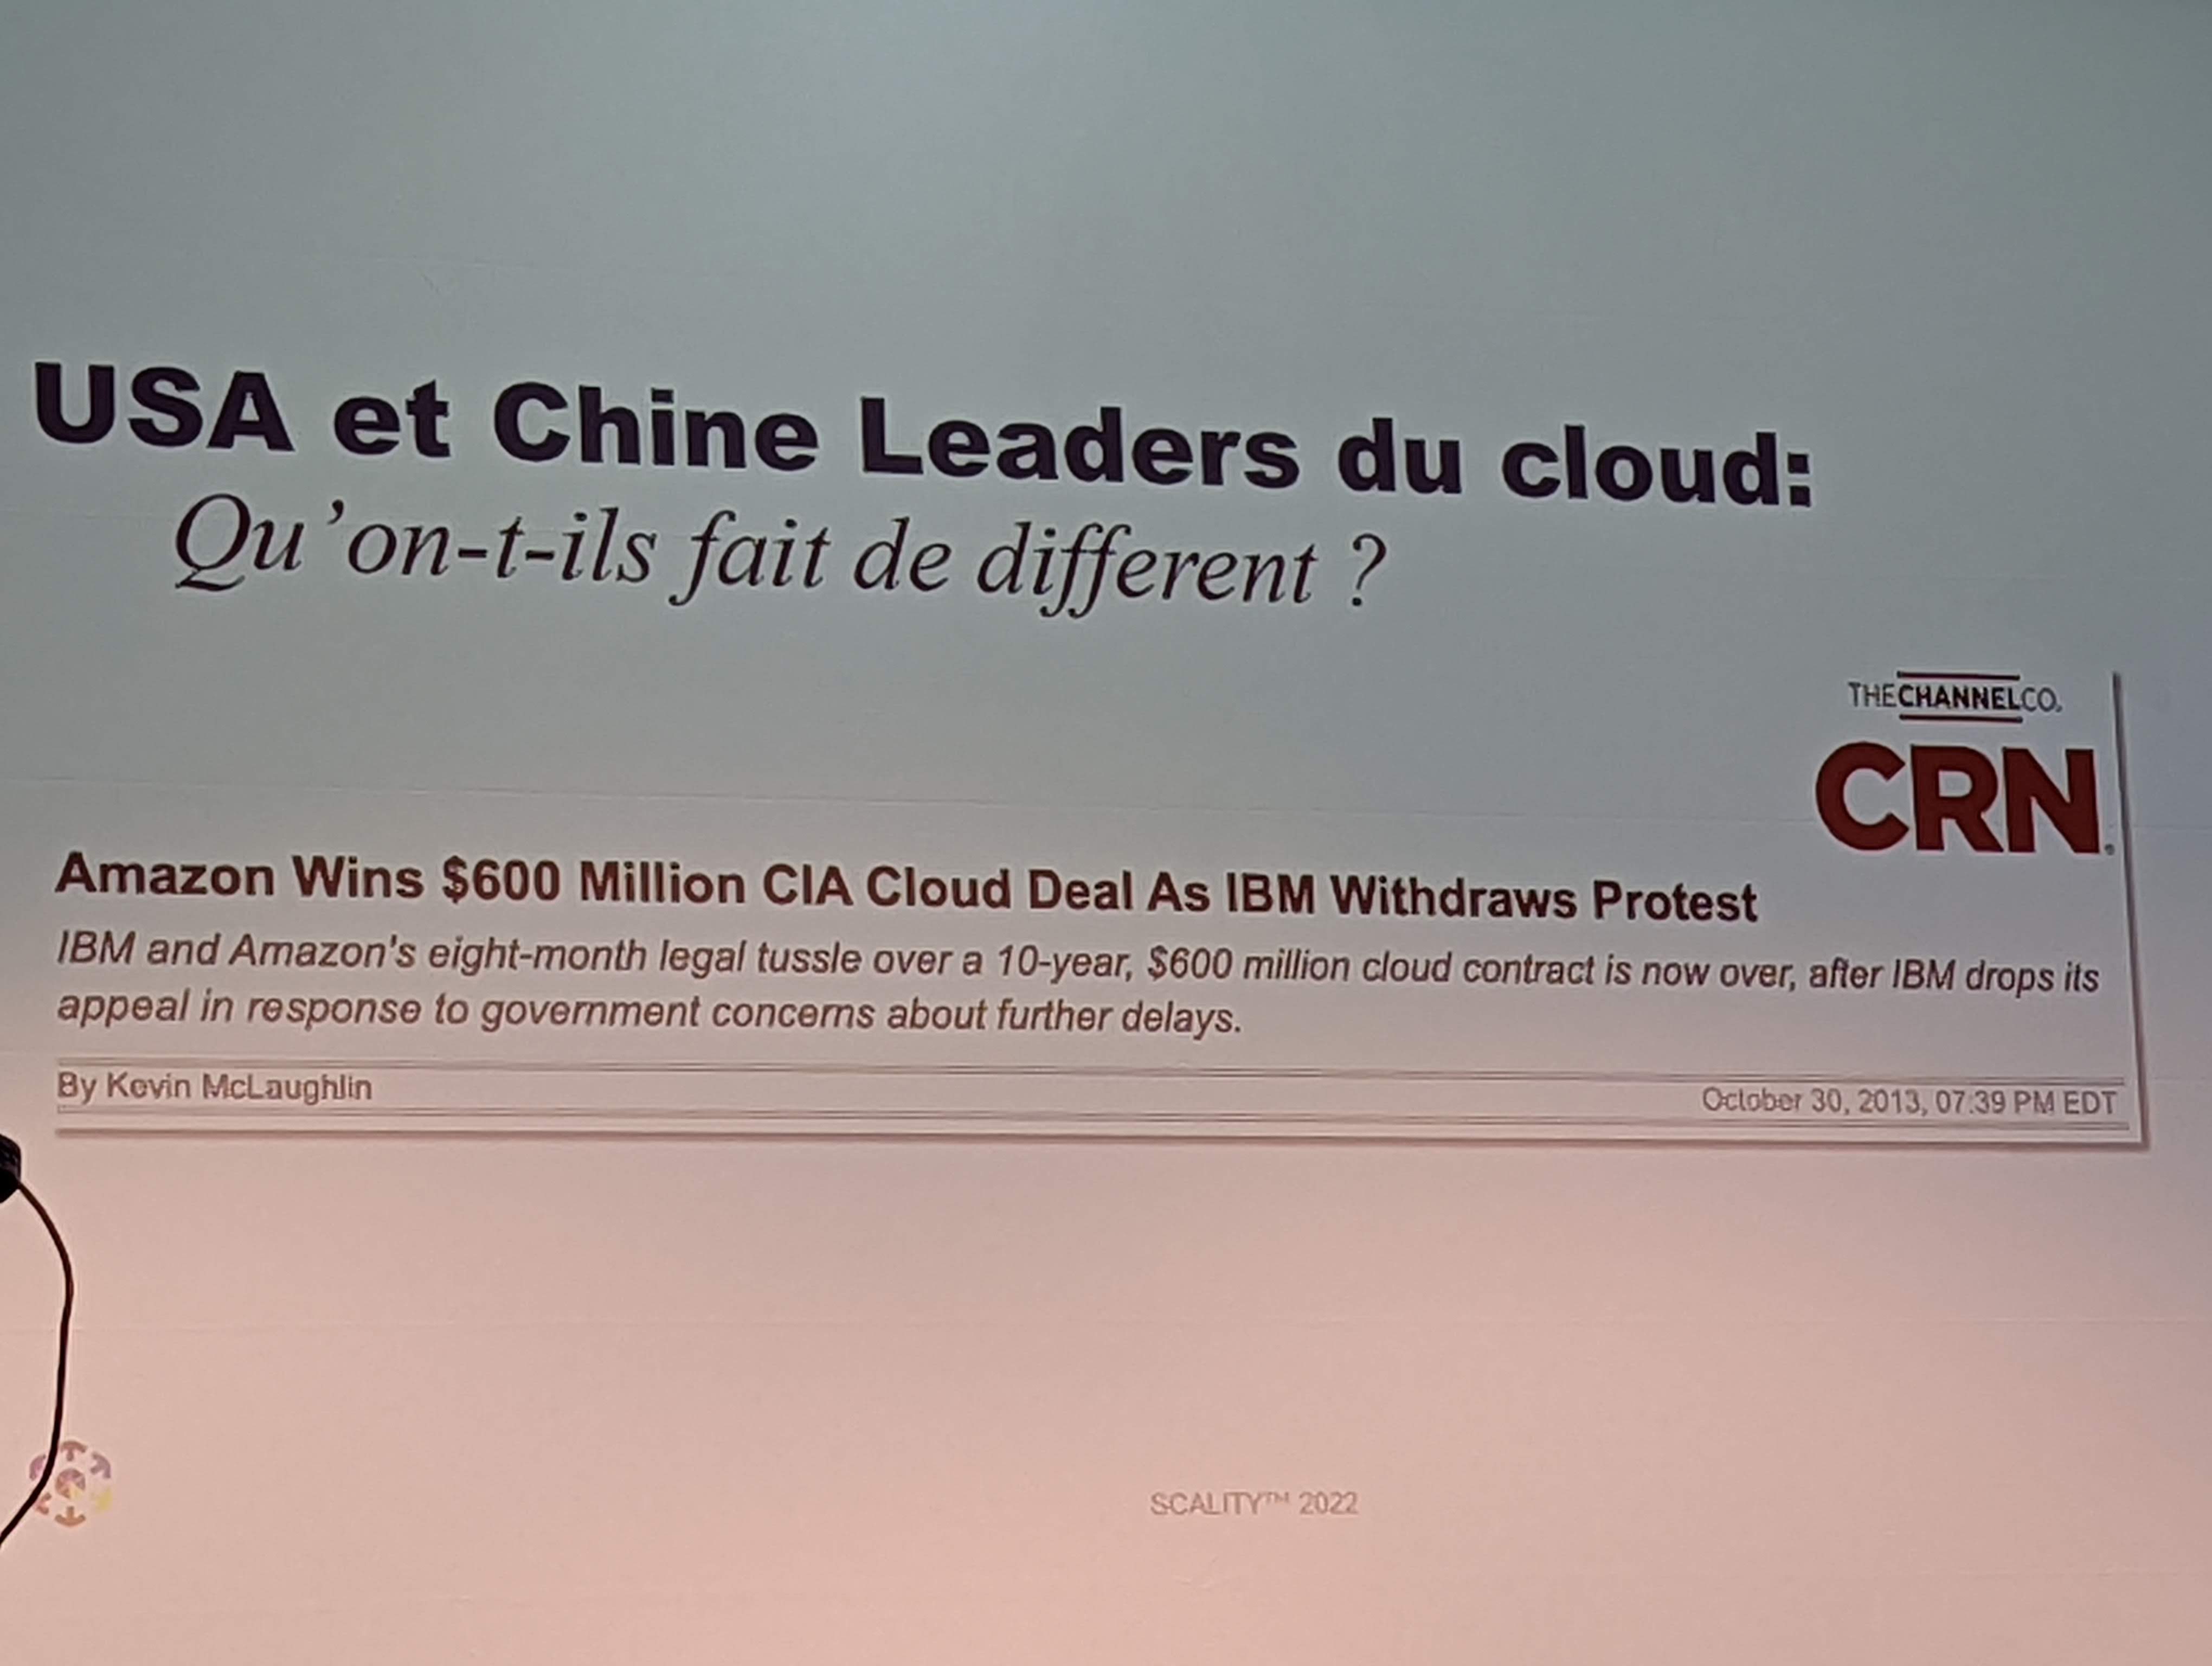 USA et Chine Leaders du cloud:
Qu'on-t-ils fait de different ?
THECHANNELCO.
CRN
Amazon Wins $600 Million CIA Cloud Deal As IBM Withdraws Protest
IBM and Amazon's eight-month legal tussle over a 10-year, $600 million cloud contract is now over, after IBM drops its
appeal in response to government concerns about further delays.
By Kevin McLaughlin
October 30, 2013, 07:39 PM EDT
SCALITY™ 2022